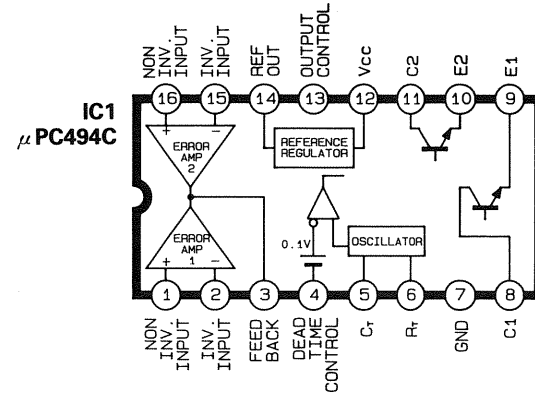 NON
INV.
INPUT
INV.
INPUT
REF
OUT
OUTPUT
CONTROL
Vcc
C2
E2
E1
16
15
14
13
12
11
10
9
IC1
μPC494C
+
−
ERROR
AMP
2
REFERENCE
REGULATOR
ERROR
AMP
1
+
−
0.1V
OSCILLATOR
1
2
3
4
5
6
7
8
NON
INV.
INPUT
INV.
INPUT
FEED
BACK
DEAD
TIME
CONTROL
CT
RT
GND
C1